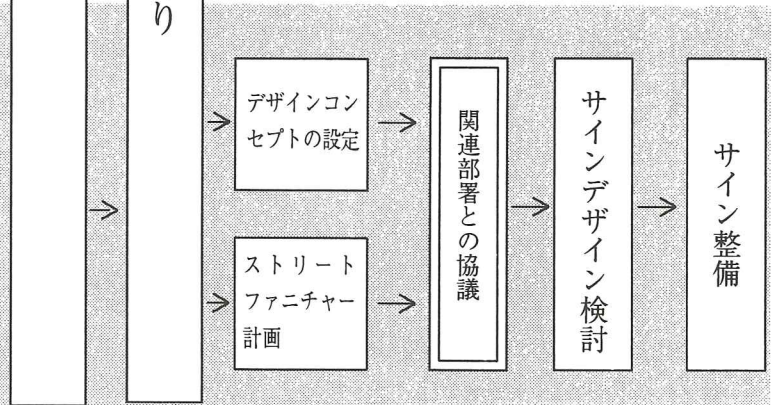 り
デザインコン
セプトの設定
ストリート
ファニチャー
計画
関連部署との協議
サインデザイン検討
サイン整備